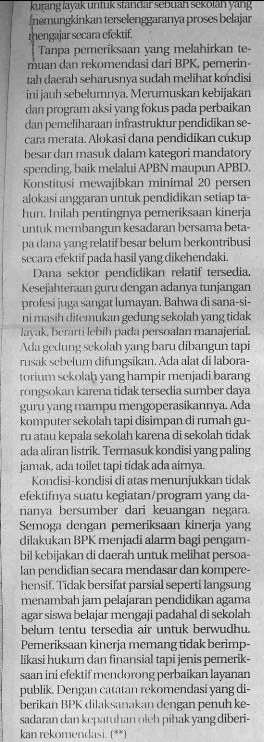 kurang layak untuk standar sebuah sekolah yang
memungkinkan terselenggaranya proses belajar
mengajar secara efektif.
Tanpa pemeriksaan yang melahirkan te-
muan dan rekomendasi dari BPK, pemerin-
tah daerah seharusnya sudah melihat kondisi
ini jauh sebelumnya. Merumuskan kebijakan
dan program aksi yang fokus pada perbaikan
dan pemeliharaan infrastruktur pendidikan se-
cara merata. Alokasi dana pendidikan cukup
besar dan masuk dalam kategori mandatory
spending, baik melalui APBN maupun APBD.
Konstitusi mewajibkan minimal 20 persen
alokasi anggaran untuk pendidikan setiap ta-
hun. Inilah pentingnya pemeriksaan kinerja
untuk membangun kesadaran bersama beta-
pa dana yang relatif besar belum berkontribusi
secara efektif pada hasil yang dikehendaki.
Dana sektor pendidikan relatif tersedia.
Kesejahteraan guru dengan adanya tunjangan
profesi juga sangat lumayan. Bahwa di sana-si-
ni masih ditemukan gedung sekolah yang tidak
layak, berarti lebih pada persoalan manajerial.
Ada gedung sekolah yang baru dibangun tapi
rusak sebelum difungsikan. Ada alat di labora-
torium sekolah yang hampir menjadi barang
rongsokan karena tidak tersedia sumber daya
guru yang mampu mengoperasikannya. Ada
komputer sekolah tapi disimpan di rumah gu-
ru atau kepala sekolah karena di sekolah tidak
ada aliran listrik. Termasuk kondisi yang paling
jamak, ada toilet tapi tidak ada airnya.
Kondisi-kondisi di atas menunjukkan tidak
efektifnya suatu kegiatan/program yang da-
nanya bersumber dari keuangan negara.
Semoga dengan pemeriksaan kinerja yang
dilakukan BPK menjadi alarm bagi pengam-
bil kebijakan di daerah untuk melihat persoa-
lan pendidian secara mendasar dan kompere-
hensif. Tidak bersifat parsial seperti langsung
menambah jam pelajaran pendidikan agama
agar siswa belajar mengaji padahal di sekolah
belum tentu tersedia air untuk berwudhu.
Pemeriksaan kinerja memang tidak berimp-
likasi hukum dan finansial tapi jenis pemerik-
saan ini efektif mendorong perbaikan layanan
publik. Dengan catatan rekomendasi yang di-
berikan BPK dilaksanakan dengan penuh ke-
sadaran dan kepatuhan oleh pihak yang diberi-
kan rekomendasi. (**)